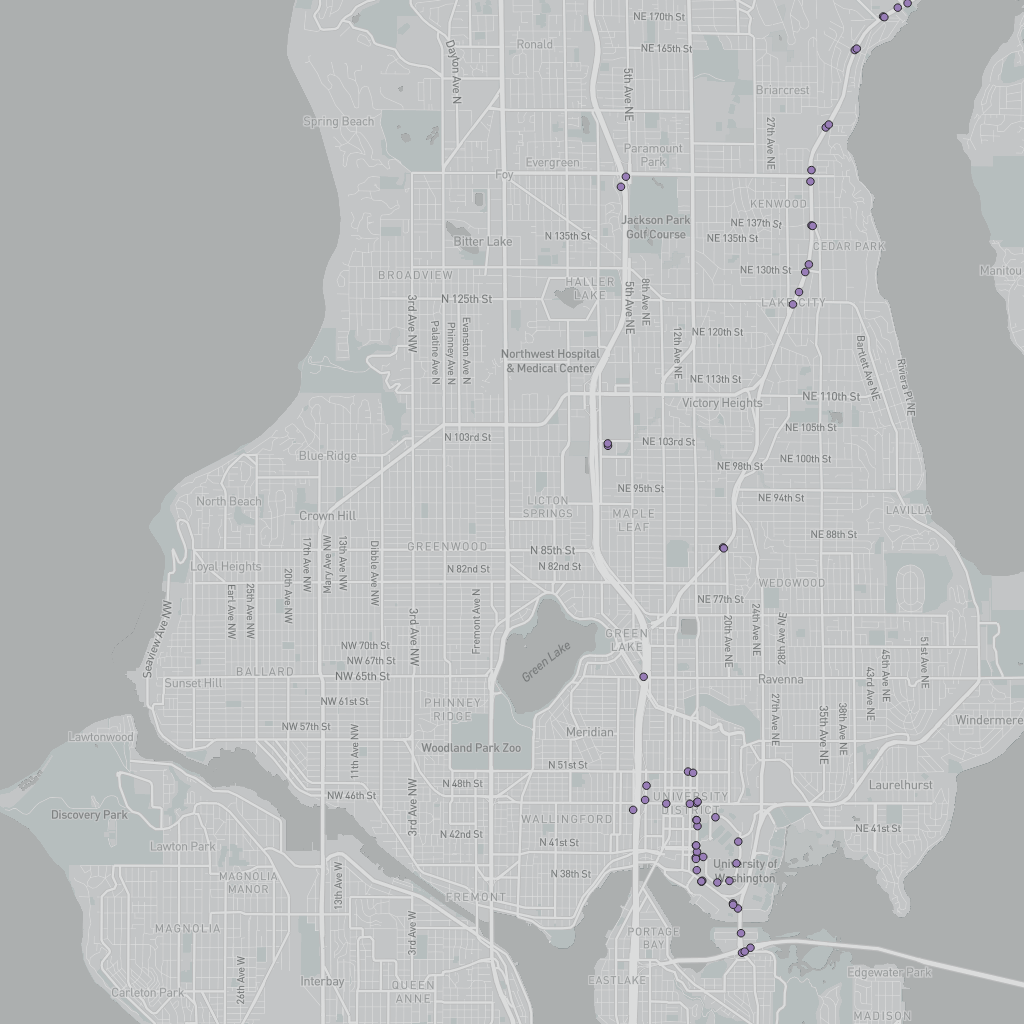 NE 170th St
Ronald
NE 165th St
Dayton Ave N
5th Ave NE
Briarcrest
Spring Beach
27th Ave NE
Paramount
Park
Evergreen
Foy
KENWOOD
Jackson Park
Golf Course
NE 137th St
N 135th St
NE 135th St
Bitter Lake
CEDAR PARK
BROADVIEW
NE 130th St
Manitou
HALLER
LAKE
8th Ave NE
5th Ave NE
N 125th St
LAKE CITY
3rd Ave NW
Palatine Ave N
Phinney Ave N
Evanston Ave N
12th Ave NE
NE 120th St
Northwest Hospital
& Medical Center
Bartlett Ave NE
Riviera Pl NE
NE 113th St
NE 110th St
Victory Heights
NE 105th St
N 103rd St
NE 103rd St
Blue Ridge
NE 100th St
NE 98th St
NE 95th St
NE 94th St
North Beach
LICTON
SPRINGS
Crown Hill
MAPLE
LEAF
LAVILLA
NE 88th St
GREENWOOD
N 85th St
Loyal Heights
N 82nd St
N 82nd St
17th Ave NW
Mary Ave NW
13th Ave NW
Dibble Ave NW
WEDGWOOD
Earl Ave NW
25th Ave NW
20th Ave NW
NE 77th St
Seaview Ave NW
3rd Ave NW
Fremont Ave N
GREEN
LAKE
20th Ave NE
24th Ave NE
28th Ave NE
Green Lake
NW 70th St
NW 67th St
BALLARD
NW 65th St
Sunset Hill
Ravenna
51st Ave NE
45th Ave NE
43rd Ave NE
NW 61st St
PHINNEY
RIDGE
27th Ave NE
35th Ave NE
38th Ave NE
Windermere
NW 57th St
Meridian
Lawtonwood
11th Ave NW
Woodland Park Zoo
N 51st St
N 48th St
Laurelhurst
NW 46th St
UNIVERSITY
DISTRICT
3rd Ave NW
Discovery Park
WALLINGFORD
NE 41st St
N 42nd St
N 41st St
Lawton Park
University of
Washington
N 38th St
MAGNOLIA
MANOR
13th Ave W
FREMONT
MAGNOLIA
3rd Ave W
PORTAGE
BAY
26th Ave W
Interbay
EASTLAKE
Edgewater Park
Carleton Park
QUEEN
ANNE
MADISON